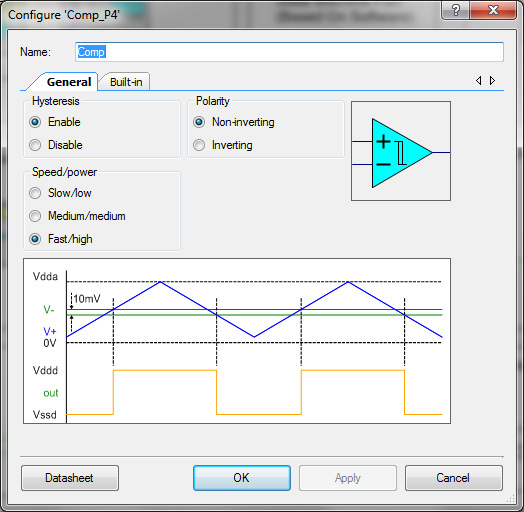 Configure 'Comp_P4'
Name:
Comp
General
Built-in
Hysteresis
Enable
Disable
Polarity
Non-inverting
Inverting
Speed/power
Slow/low
Medium/medium
Fast/high
Vdda
10mV
V-
V+
0V
Vddd
out
Vssd
Datasheet
OK
Apply
Cancel